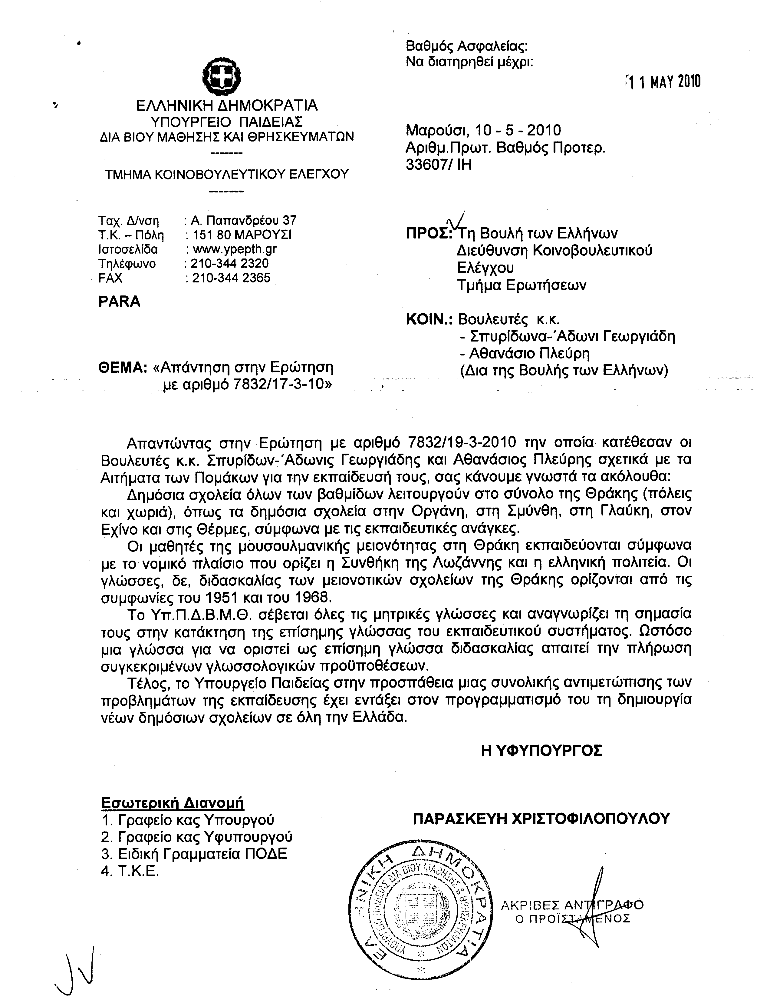 Βαθμός Ασφαλείας:
Να διατηρηθεί μέχρι:
11 MAY 2010
ΕΛΛΗΝΙΚΗ ΔΗΜΟΚΡΑΤΙΑ
ΥΠΟΥΡΓΕΙΟ ΠΑΙΔΕΙΑΣ
ΔΙΑ ΒΙΟΥ ΜΑΘΗΣΗΣ ΚΑΙ ΘΡΗΣΚΕΥΜΑΤΩΝ
-------
ΤΜΗΜΑ ΚΟΙΝΟΒΟΥΛΕΥΤΙΚΟΥ ΕΛΕΓΧΟΥ
-------
Μαρούσι, 10 - 5 - 2010
Αριθμ.Πρωτ. Βαθμός Προτερ.
33607/ ΙΗ
Ταχ. Δ/νση : Α. Παπανδρέου 37
Τ.Κ. – Πόλη : 151 80 ΜΑΡΟΥΣΙ
Ιστοσελίδα : www.ypepth.gr
Τηλέφωνο : 210-344 2320
FAX : 210-344 2365
PARA
ΠΡΟΣ: Τη Βουλή των Ελλήνων
Διεύθυνση Κοινοβουλευτικού
Ελέγχου
Τμήμα Ερωτήσεων
ΚΟΙΝ.: Βουλευτές κ.κ.
- Σπυρίδωνα-Άδωνι Γεωργιάδη
- Αθανάσιο Πλεύρη
(Δια της Βουλής των Ελλήνων)
ΘΕΜΑ: «Απάντηση στην Ερώτηση
με αριθμό 7832/17-3-10»
Απαντώντας στην Ερώτηση με αριθμό 7832/19-3-2010 την οποία κατέθεσαν οι
Βουλευτές κ.κ. Σπυρίδων-Άδωνις Γεωργιάδης και Αθανάσιος Πλεύρης σχετικά με τα
Αιτήματα των Πομάκων για την εκπαίδευσή τους, σας κάνουμε γνωστά τα ακόλουθα:
Δημόσια σχολεία όλων των βαθμίδων λειτουργούν στο σύνολο της Θράκης (πόλεις
και χωριά), όπως τα δημόσια σχολεία στην Οργάνη, στη Σμύνθη, στη Γλαύκη, στον
Εχίνο και στις Θέρμες, σύμφωνα με τις εκπαιδευτικές ανάγκες.
Οι μαθητές της μουσουλμανικής μειονότητας στη Θράκη εκπαιδεύονται σύμφωνα
με το νομικό πλαίσιο που ορίζει η Συνθήκη της Λωζάννης και η ελληνική πολιτεία. Οι
γλώσσες, δε, διδασκαλίας των μειονοτικών σχολείων της Θράκης ορίζονται από τις
συμφωνίες του 1951 και του 1968.
Το Υπ.Π.Δ.Β.Μ.Θ. σέβεται όλες τις μητρικές γλώσσες και αναγνωρίζει τη σημασία
τους στην κατάκτηση της επίσημης γλώσσας του εκπαιδευτικού συστήματος. Ωστόσο
μια γλώσσα για να οριστεί ως επίσημη γλώσσα διδασκαλίας απαιτεί την πλήρωση
συγκεκριμένων γλωσσολογικών προϋποθέσεων.
Τέλος, το Υπουργείο Παιδείας στην προσπάθεια μιας συνολικής αντιμετώπισης των
προβλημάτων της εκπαίδευσης έχει εντάξει στον προγραμματισμό του τη δημιουργία
νέων δημόσιων σχολείων σε όλη την Ελλάδα.
Η ΥΦΥΠΟΥΡΓΟΣ
ΠΑΡΑΣΚΕΥΗ ΧΡΙΣΤΟΦΙΛΟΠΟΥΛΟΥ
Εσωτερική Διανομή
1. Γραφείο κας Υπουργού
2. Γραφείο κας Υφυπουργού
3. Ειδική Γραμματεία ΠΟΔΕ
4. Τ.Κ.Ε.
ΕΛΛΗΝΙΚΗ ΔΗΜΟΚΡΑΤΙΑ
ΥΠΟΥΡΓΕΙΟ ΠΑΙΔΕΙΑΣ ΔΙΑ ΒΙΟΥ ΜΑΘΗΣΗΣ & ΘΡΗΣΚΕΥΜΑΤΩΝ
ΑΚΡΙΒΕΣ ΑΝΤΙΓΡΑΦΟ
Ο ΠΡΟΪΣΤΑΜΕΝΟΣ